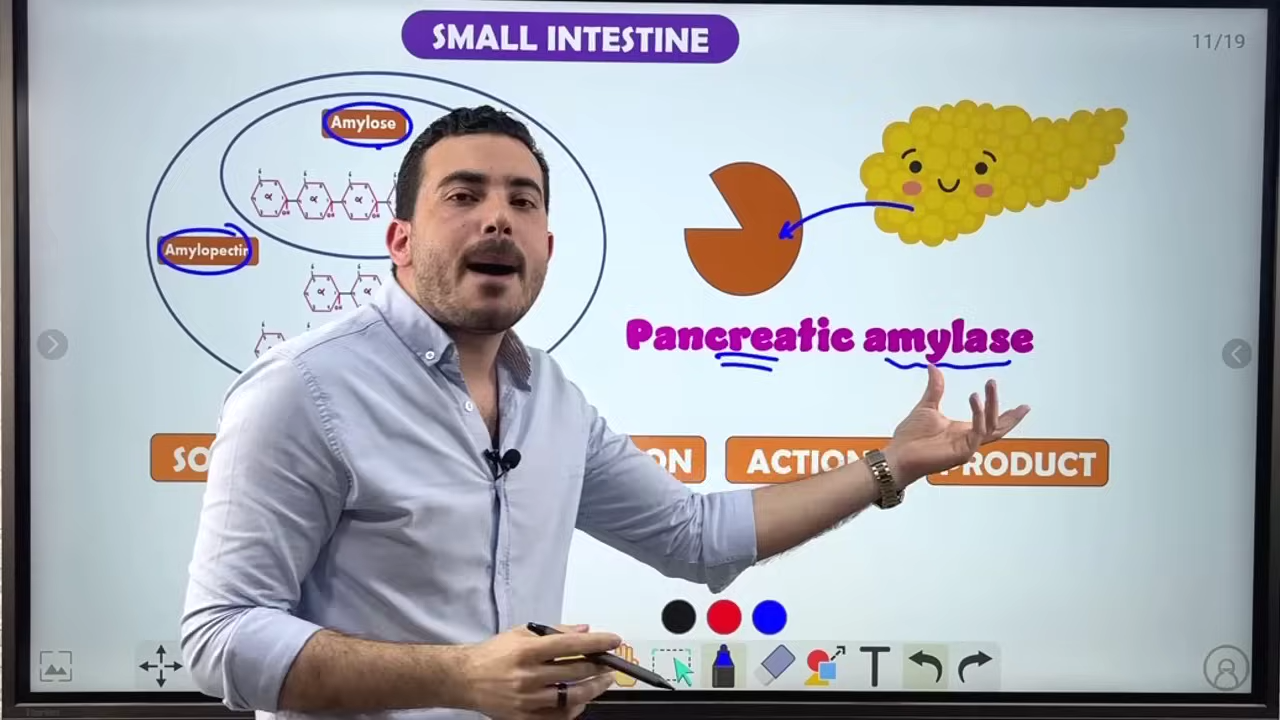 SMALL INTESTINE
11/19
Amylose
Amylopectin
Pancreatic amylase
ACTION
PRODUCT